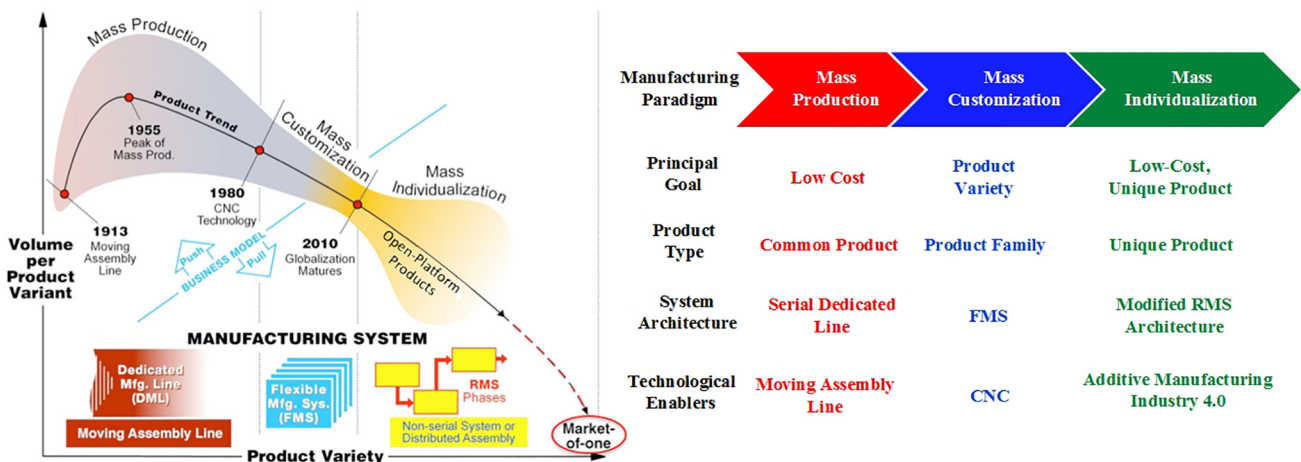 Mass Production
Product Trend
1955
Peak of
Mass Prod.
Mass
Customization
1980
CNC
Technology
Mass
Individualization
1913
Moving
Assembly
Line
Volume
per
Product
Variant
Push
BUSINESS MODEL
Pull
2010
Globalization
Matures
Open-Platform
Products
MANUFACTURING SYSTEM
Dedicated
Mfg. Line
(DML)
Moving Assembly Line
Flexible
Mfg. Sys.
(FMS)
RMS
Phases
Non-serial System or
Distributed Assembly
Market-
of-one
Product Variety
Manufacturing
Paradigm
Mass
Production
Mass
Customization
Mass
Individualization
Principal
Goal
Low Cost
Product
Variety
Low-Cost,
Unique Product
Product
Type
Common Product
Product Family
Unique Product
System
Architecture
Serial Dedicated
Line
FMS
Modified RMS
Architecture
Technological
Enablers
Moving Assembly
Line
CNC
Additive Manufacturing
Industry 4.0